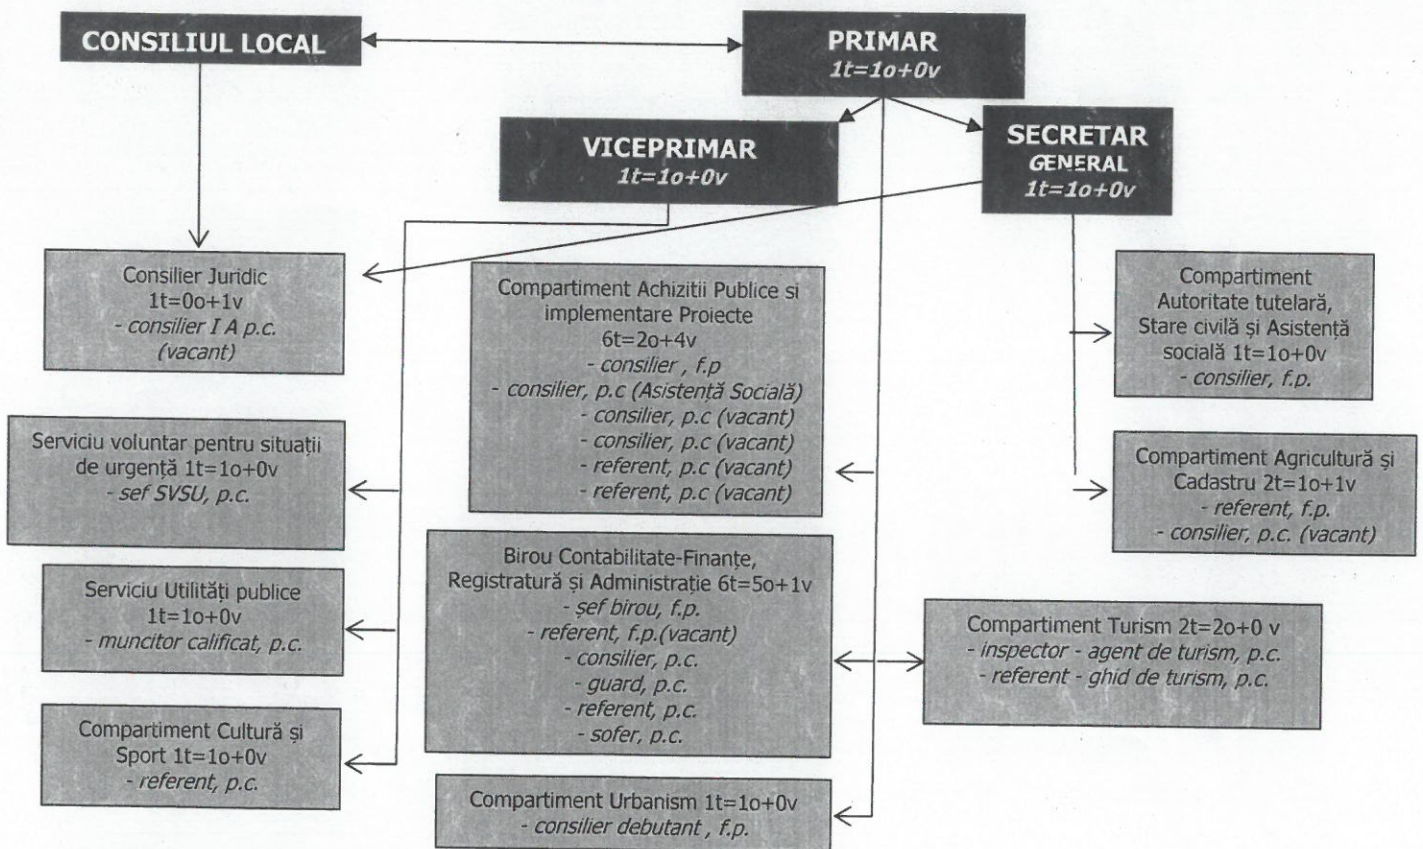 CONSILIUL LOCAL
PRIMAR
1t=1o+0v
VICEPRIMAR
1t=1o+0v
SECRETAR
GENERAL
1t=1o+0v
Consilier Juridic
1t=0o+1v
- consilier I A p.c.
(vacant)
Compartiment Achizitii Publice si
implementare Proiecte
6t=2o+4v
- consilier , f.p
- consilier, p.c (Asistență Socială)
- consilier, p.c (vacant)
- consilier, p.c (vacant)
- referent, p.c (vacant)
- referent, p.c (vacant)
Compartiment
Autoritate tutelară,
Stare civilă și Asistență
socială 1t=1o+0v
- consilier, f.p.
Serviciu voluntar pentru situații
de urgență 1t=1o+0v
- sef SVSU, p.c.
Compartiment Agricultură și
Cadastru 2t=1o+1v
- referent, f.p.
- consilier, p.c. (vacant)
Serviciu Utilități publice
1t=1o+0v
- muncitor calificat, p.c.
Birou Contabilitate-Finanțe,
Registratură și Administrație 6t=5o+1v
- șef birou, f.p.
- referent, f.p.(vacant)
- consilier, p.c.
- guard, p.c.
- referent, p.c.
- sofer, p.c.
Compartiment Turism 2t=2o+0 v
- inspector - agent de turism, p.c.
- referent - ghid de turism, p.c.
Compartiment Cultură și
Sport 1t=1o+0v
- referent, p.c.
Compartiment Urbanism 1t=1o+0v
- consilier debutant , f.p.